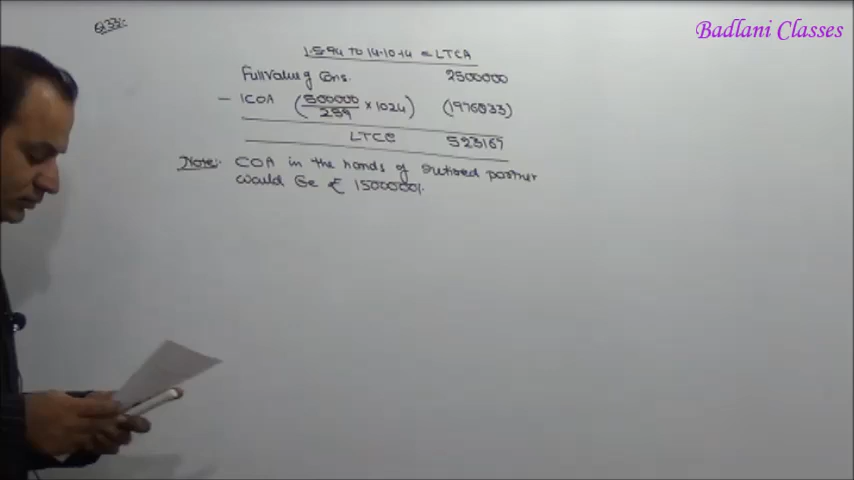 Badlani Classes
Q.33:-
1.5.94 TO 14.10.14 = LTCA
Full Value of Cons. 2500000
- ICOA (500000/259 × 1024) (1976833)
LTCG 523167
Note:- COA in the hands of retired partner
would be ₹ 1500000/-